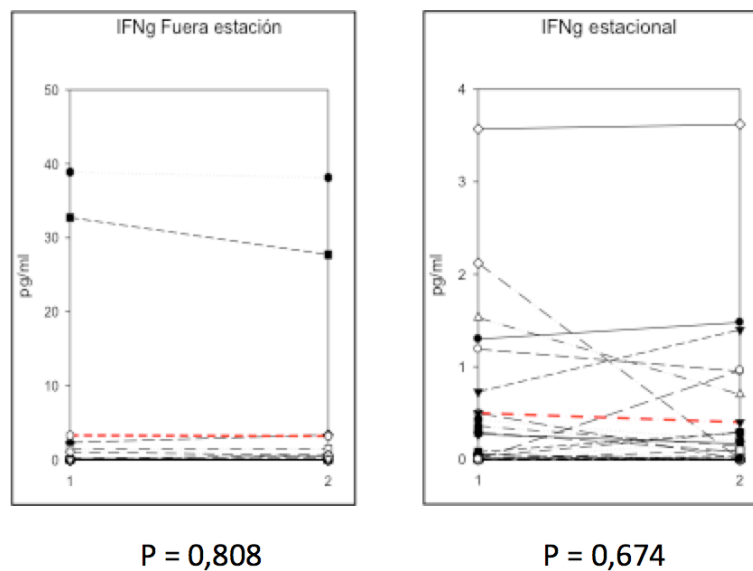 IFNg Fuera estación
50
40
30
20
10
0
pg/ml
1
2
P = 0,808
IFNg estacional
4
3
2
1
0
pg/ml
1
2
P = 0,674